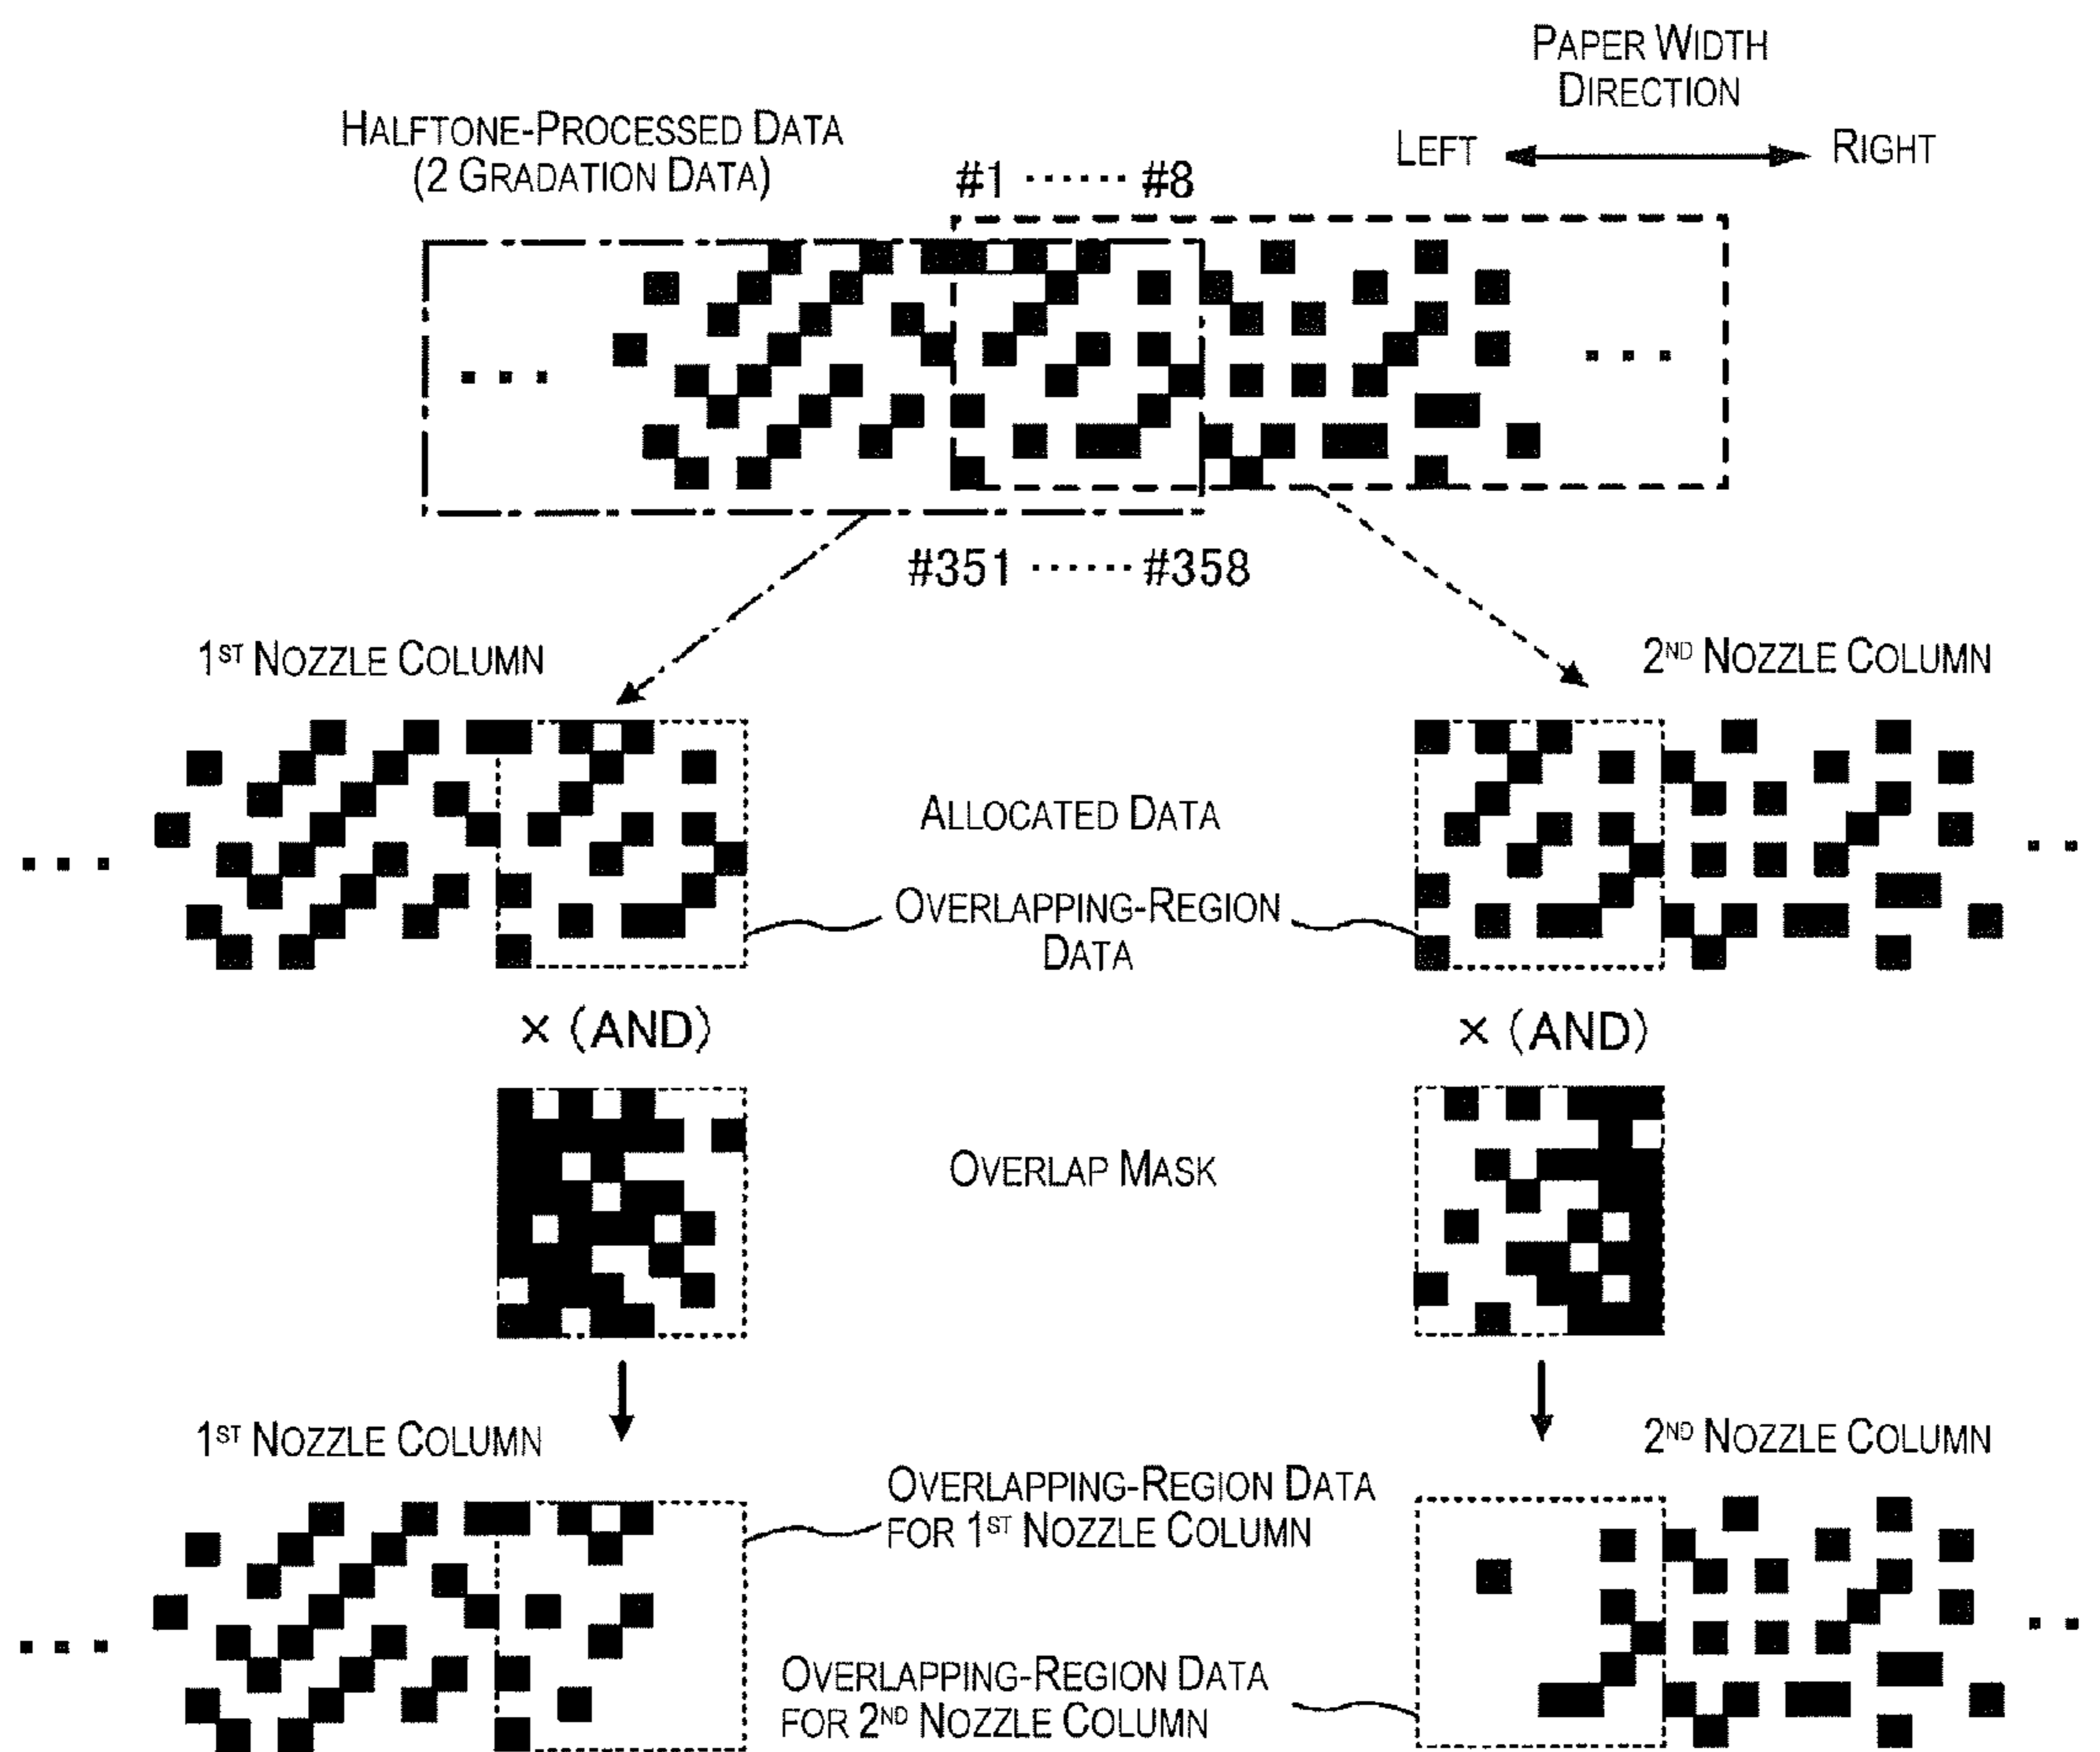 PAPER WIDTH
DIRECTION
LEFT RIGHT
HALFTONE-PROCESSED DATA
(2 GRADATION DATA)
#1 ······ #8
#351 ······ #358
1ST NOZZLE COLUMN
2ND NOZZLE COLUMN
ALLOCATED DATA
OVERLAPPING-REGION
DATA
× (AND)
× (AND)
OVERLAP MASK
1ST NOZZLE COLUMN
2ND NOZZLE COLUMN
OVERLAPPING-REGION DATA
FOR 1ST NOZZLE COLUMN
OVERLAPPING-REGION DATA
FOR 2ND NOZZLE COLUMN